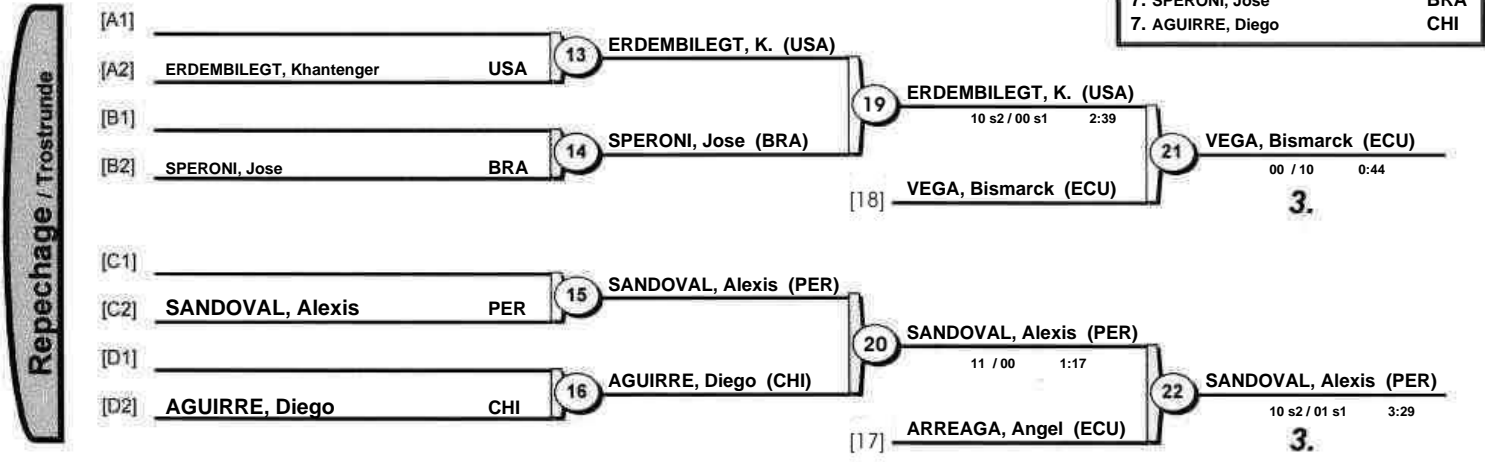 7. SPERONI, Jose BRA
7. AGUIRRE, Diego CHI
Repechage / Trostrunde
[A1]
[A2] ERDEMBILEGT, Khantenger USA
13
ERDEMBILEGT, K. (USA)
[B1]
[B2] SPERONI, Jose BRA
14
SPERONI, Jose (BRA)
19
ERDEMBILEGT, K. (USA)
10 s2 / 00 s1 2:39
[18] VEGA, Bismarck (ECU)
21
VEGA, Bismarck (ECU)
00 / 10 0:44
3.
[C1]
[C2] SANDOVAL, Alexis PER
15
SANDOVAL, Alexis (PER)
[D1]
[D2] AGUIRRE, Diego CHI
16
AGUIRRE, Diego (CHI)
20
SANDOVAL, Alexis (PER)
11 / 00 1:17
[17] ARREAGA, Angel (ECU)
22
SANDOVAL, Alexis (PER)
10 s2 / 01 s1 3:29
3.